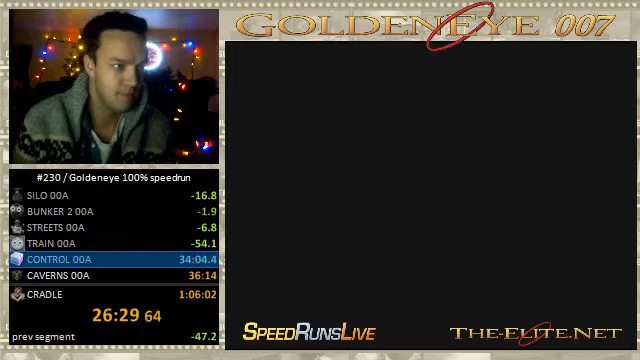 GOLDENEYE 007
#230 / Goldeneye 100% speedrun
SILO 00A -16.8
BUNKER 2 00A -1.9
STREETS 00A -6.8
TRAIN 00A -54.1
CONTROL 00A 34:04.4
CAVERNS 00A 36:14
CRADLE 1:06:02
26:29 64
prev segment -47.2
SPEEDRUNSLIVE
THE-ELITE.NET